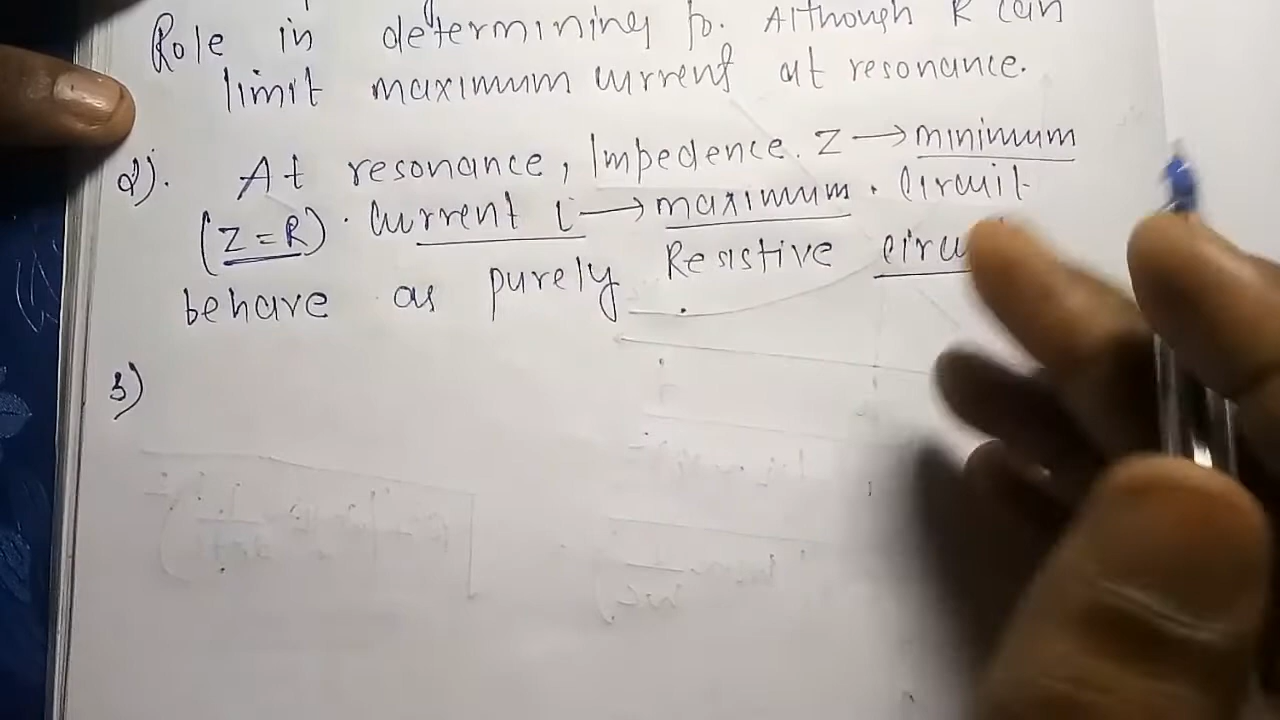 Role in determining fo. Although R can
limit maximum current at resonance.
2). At resonance, Impedence. Z → minimum
(Z = R). Current i → maximum. Circuit
behave as purely Resistive
3)